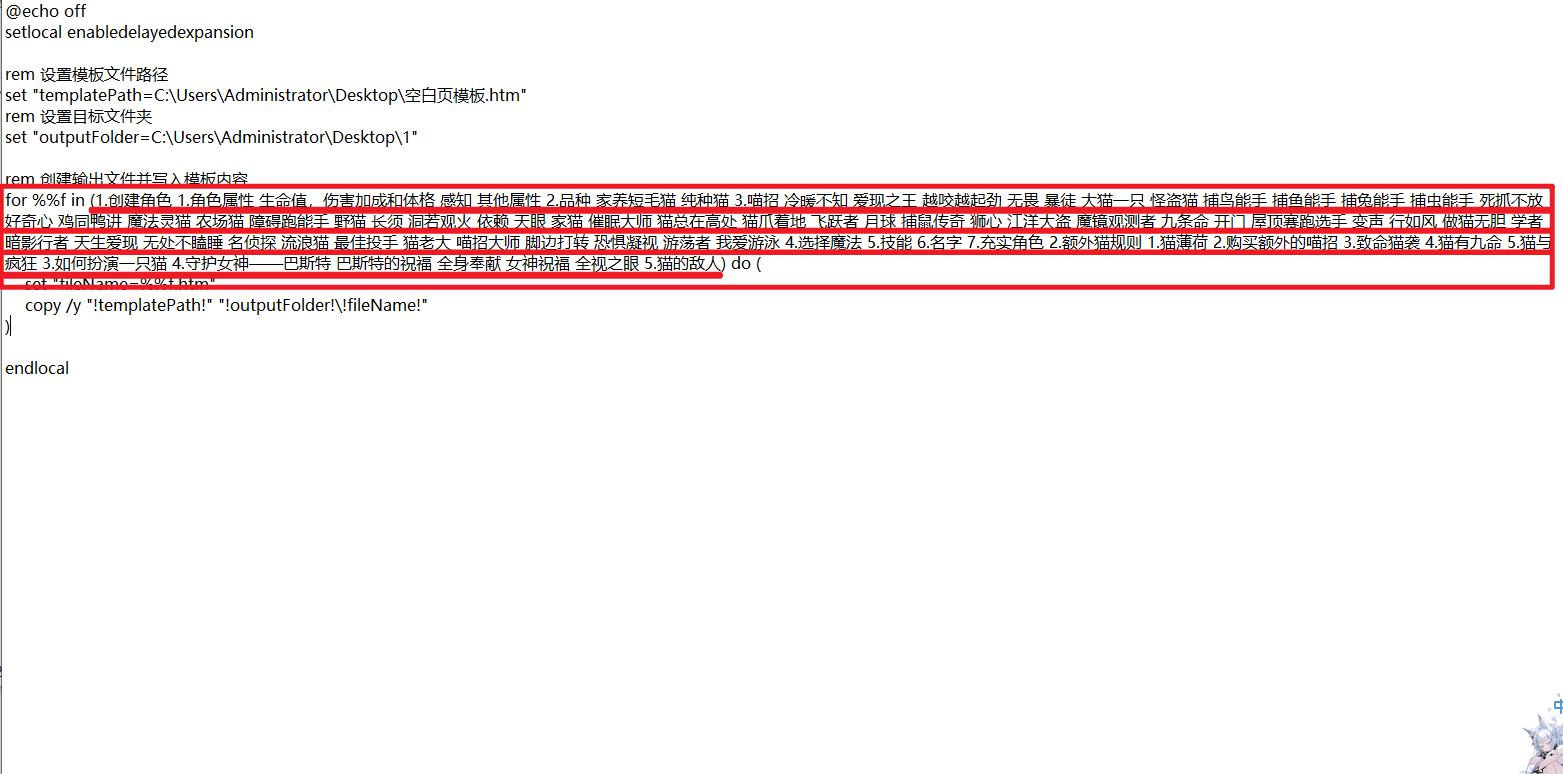 @echo off
setlocal enabledelayedexpansion
rem 设置模板文件路径
set "templatePath=C:\Users\Administrator\Desktop\空白页模板.htm"
rem 设置目标文件夹
set "outputFolder=C:\Users\Administrator\Desktop\1"
rem 创建输出文件并写入模板内容
for %%f in (1.创建角色 1.角色属性 生命值，伤害加成和体格 感知 其他属性 2.品种 家养短毛猫 纯种猫 3.喵招 冷暖不知 爱现之王 越咬越起劲 无畏 暴徒 大猫一只 怪盗猫 捕鸟能手 捕鱼能手 捕兔能手 捕虫能手 死抓不放
好奇心 鸡同鸭讲 魔法灵猫 农场猫 障碍跑能手 野猫 长须 洞若观火 依赖 天眼 家猫 催眠大师 猫总在高处 猫爪着地 飞跃者 月球 捕鼠传奇 狮心 江洋大盗 魔镜观测者 九条命 开门 屋顶赛跑选手 变声 行如风 做猫无胆 学者
暗影行者 天生爱现 无处不瞌睡 名侦探 流浪猫 最佳投手 猫老大 喵招大师 脚边打转 恐惧凝视 游荡者 我爱游泳 4.选择魔法 5.技能 6.名字 7.充实角色 2.额外猫规则 1.猫薄荷 2.购买额外的喵招 3.致命猫袭 4.猫有九命 5.猫与
疯狂 3.如何扮演一只猫 4.守护女神——巴斯特 巴斯特的祝福 全身奉献 女神祝福 全视之眼 5.猫的敌人) do (
set "fileName=%%f.htm"
copy /y "!templatePath!" "!outputFolder!\!fileName!"
)
endlocal